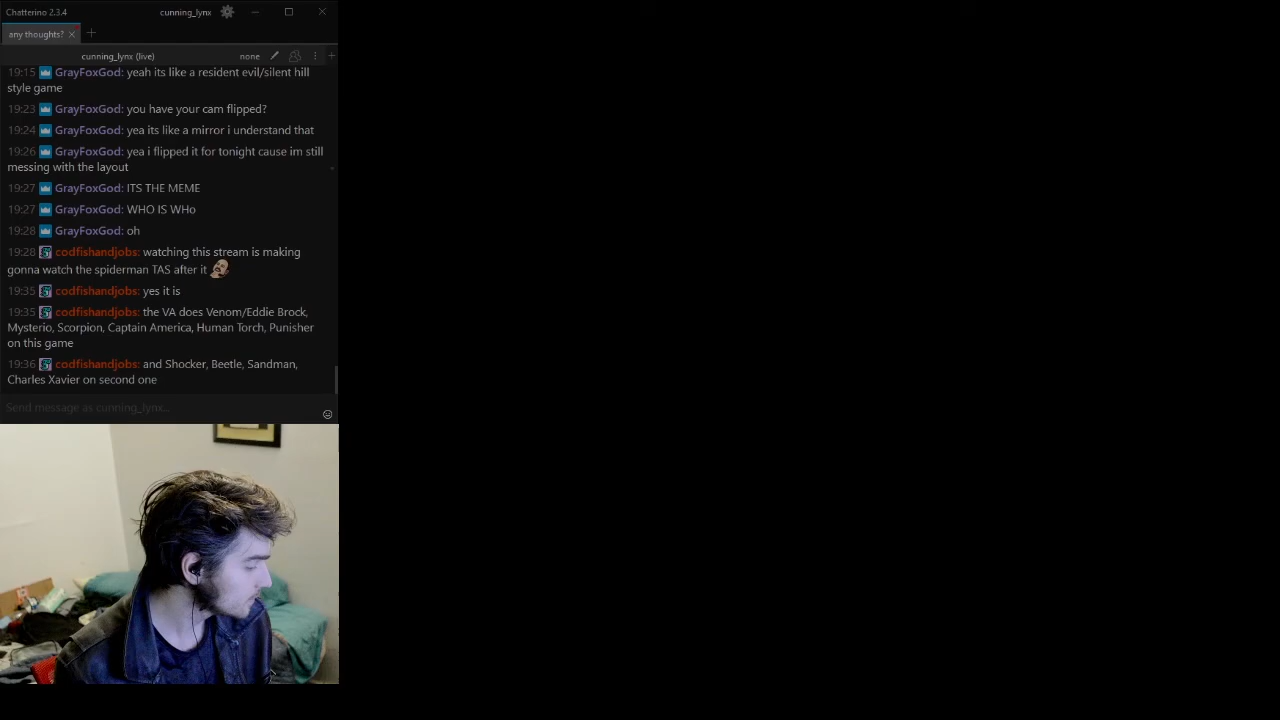 Chatterino 2.3.4
cunning_lynx
any thoughts?
cunning_lynx (live)
none
19:15 GrayFoxGod: yeah its like a resident evil/silent hill
style game
19:23 GrayFoxGod: you have your cam flipped?
19:24 GrayFoxGod: yea its like a mirror i understand that
19:26 GrayFoxGod: yea i flipped it for tonight cause im still
messing with the layout
19:27 GrayFoxGod: ITS THE MEME
19:27 GrayFoxGod: WHO IS WHo
19:28 GrayFoxGod: oh
19:28 codfishandjobs: watching this stream is making
gonna watch the spiderman TAS after it
19:35 codfishandjobs: yes it is
19:35 codfishandjobs: the VA does Venom/Eddie Brock,
Mysterio, Scorpion, Captain America, Human Torch, Punisher
on this game
19:36 codfishandjobs: and Shocker, Beetle, Sandman,
Charles Xavier on second one
Send message as cunning_lynx...